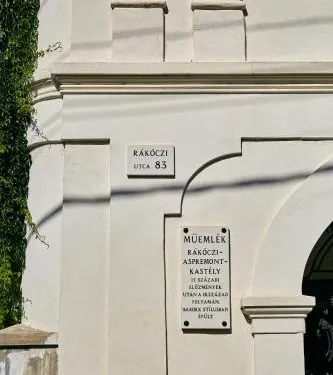 RÁKÓCZI
UTCA 83
MŰEMLÉK
RÁKÓCZI-
ASPREMONT-
KASTÉLY
17. SZÁZADI
ELŐZMÉNYEK
UTÁN A 18. SZÁZAD
FOLYAMÁN,
BAROKK STÍLUSBAN
ÉPÜLT